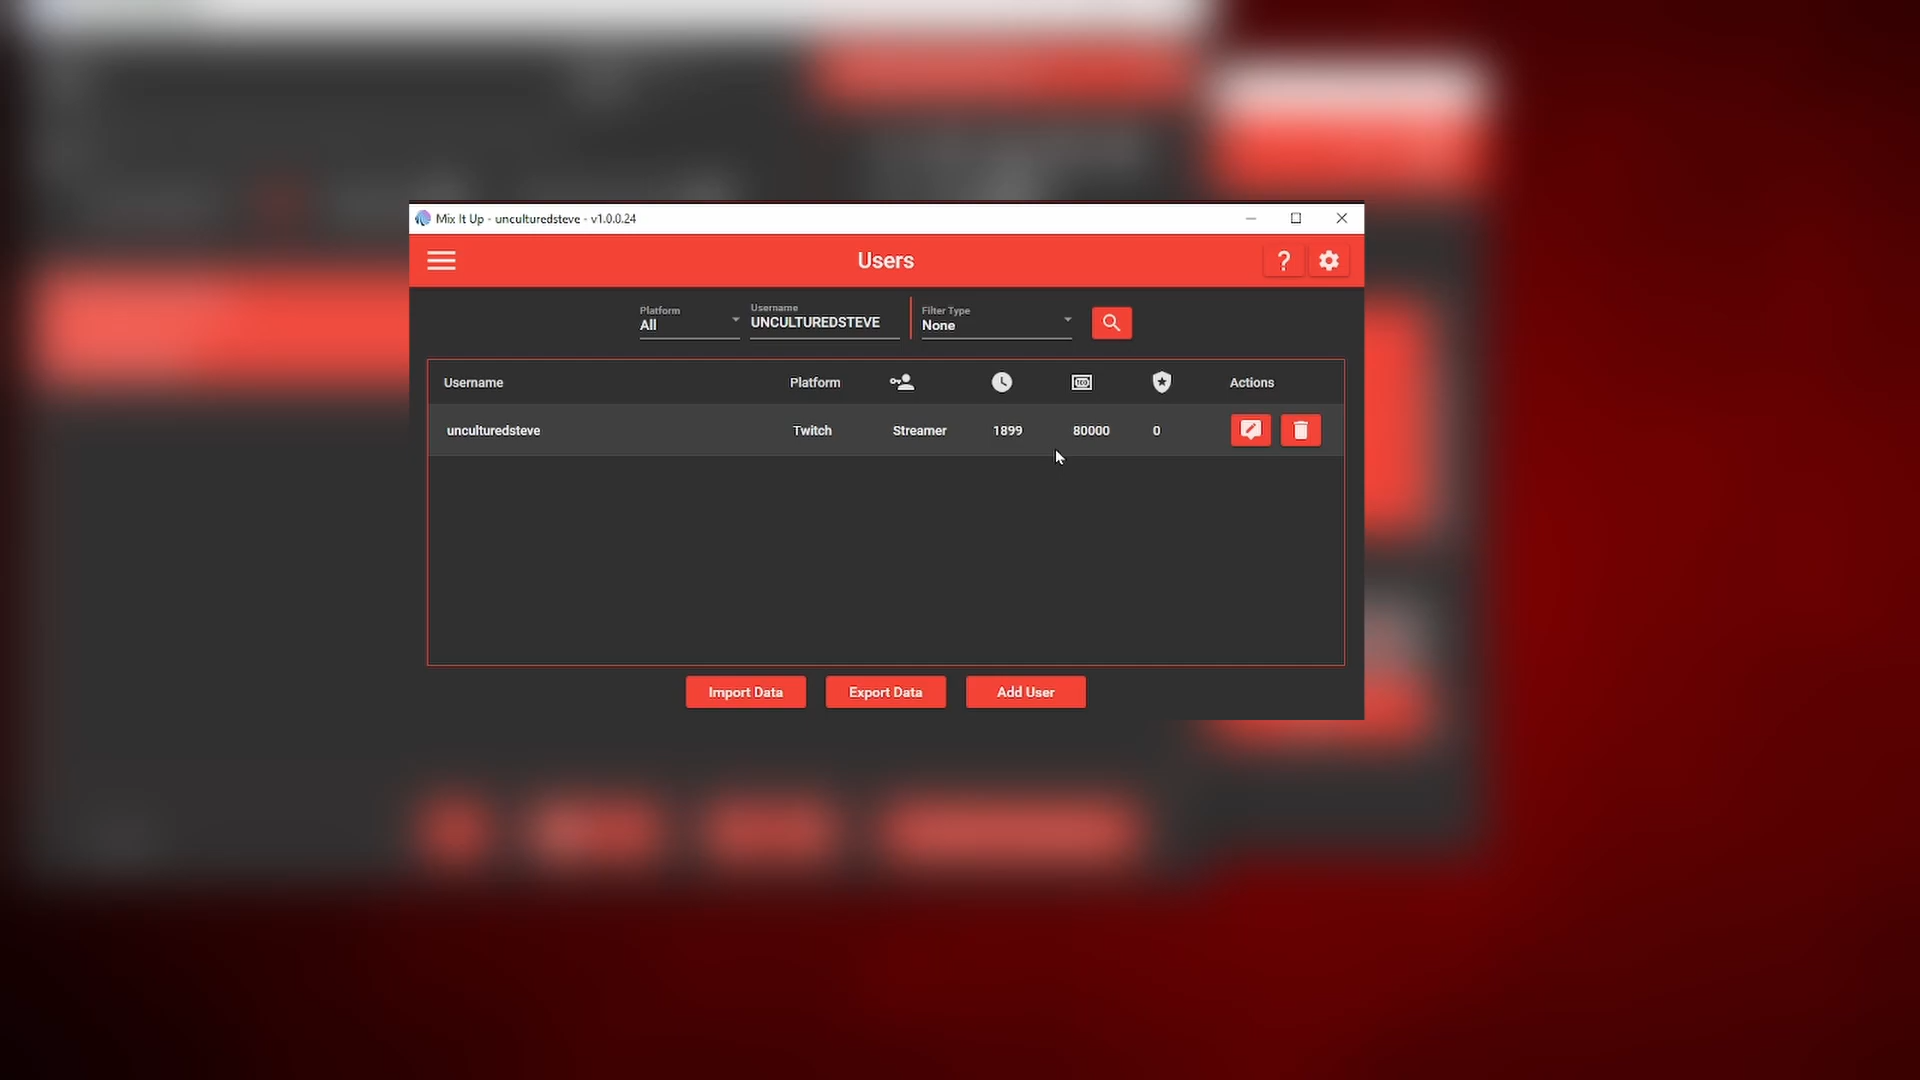 Mix It Up - unculturedsteve - v1.0.0.24
Users
?
Platform
All
Username
UNCULTUREDSTEVE
Filter Type
None
Username Platform Actions
unculturedsteve Twitch Streamer 1899 80000 0
Import Data Export Data Add User